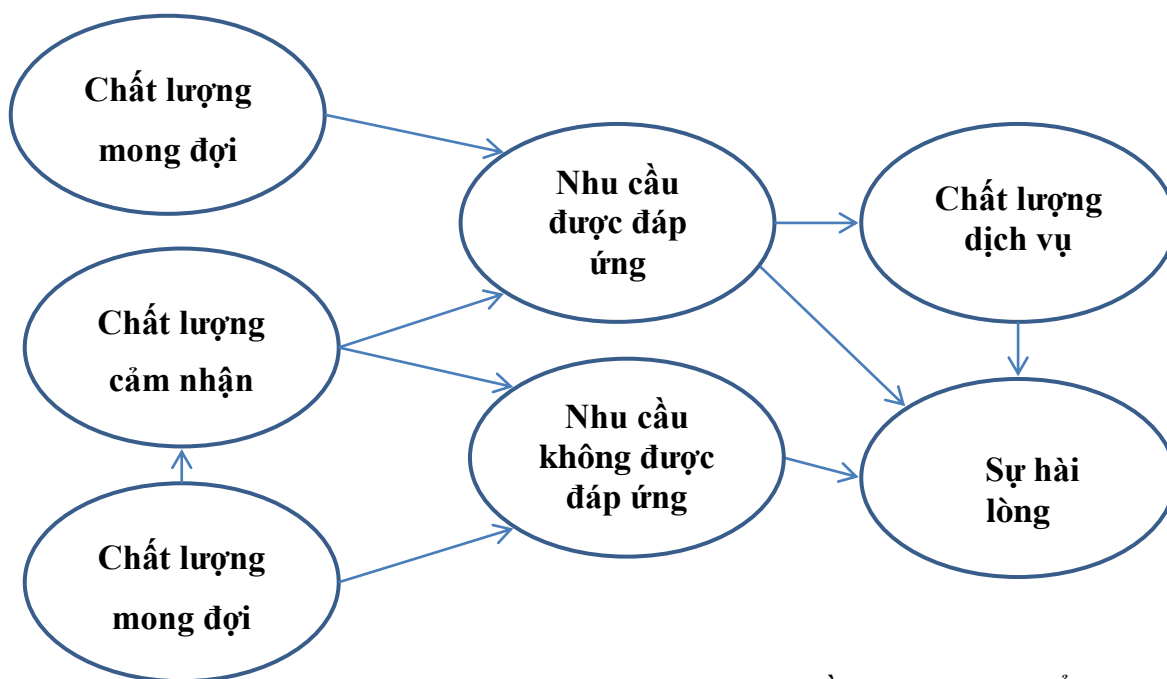 Chất lượng
mong đợi
Nhu cầu
được đáp
ứng
Chất lượng
dịch vụ
Chất lượng
cảm nhận
Nhu cầu
không được
đáp ứng
Sự hài
lòng
Chất lượng
mong đợi